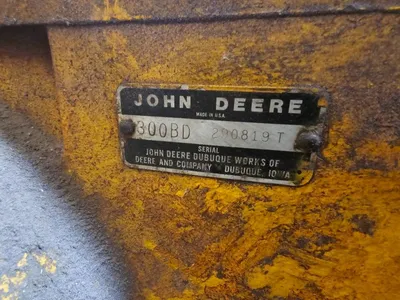 JOHN DEERE
MADE IN U.S.A.
300BD 290819 T
SERIAL
JOHN DEERE DUBUQUE WORKS OF
DEERE AND COMPANY DUBUQUE, IOWA